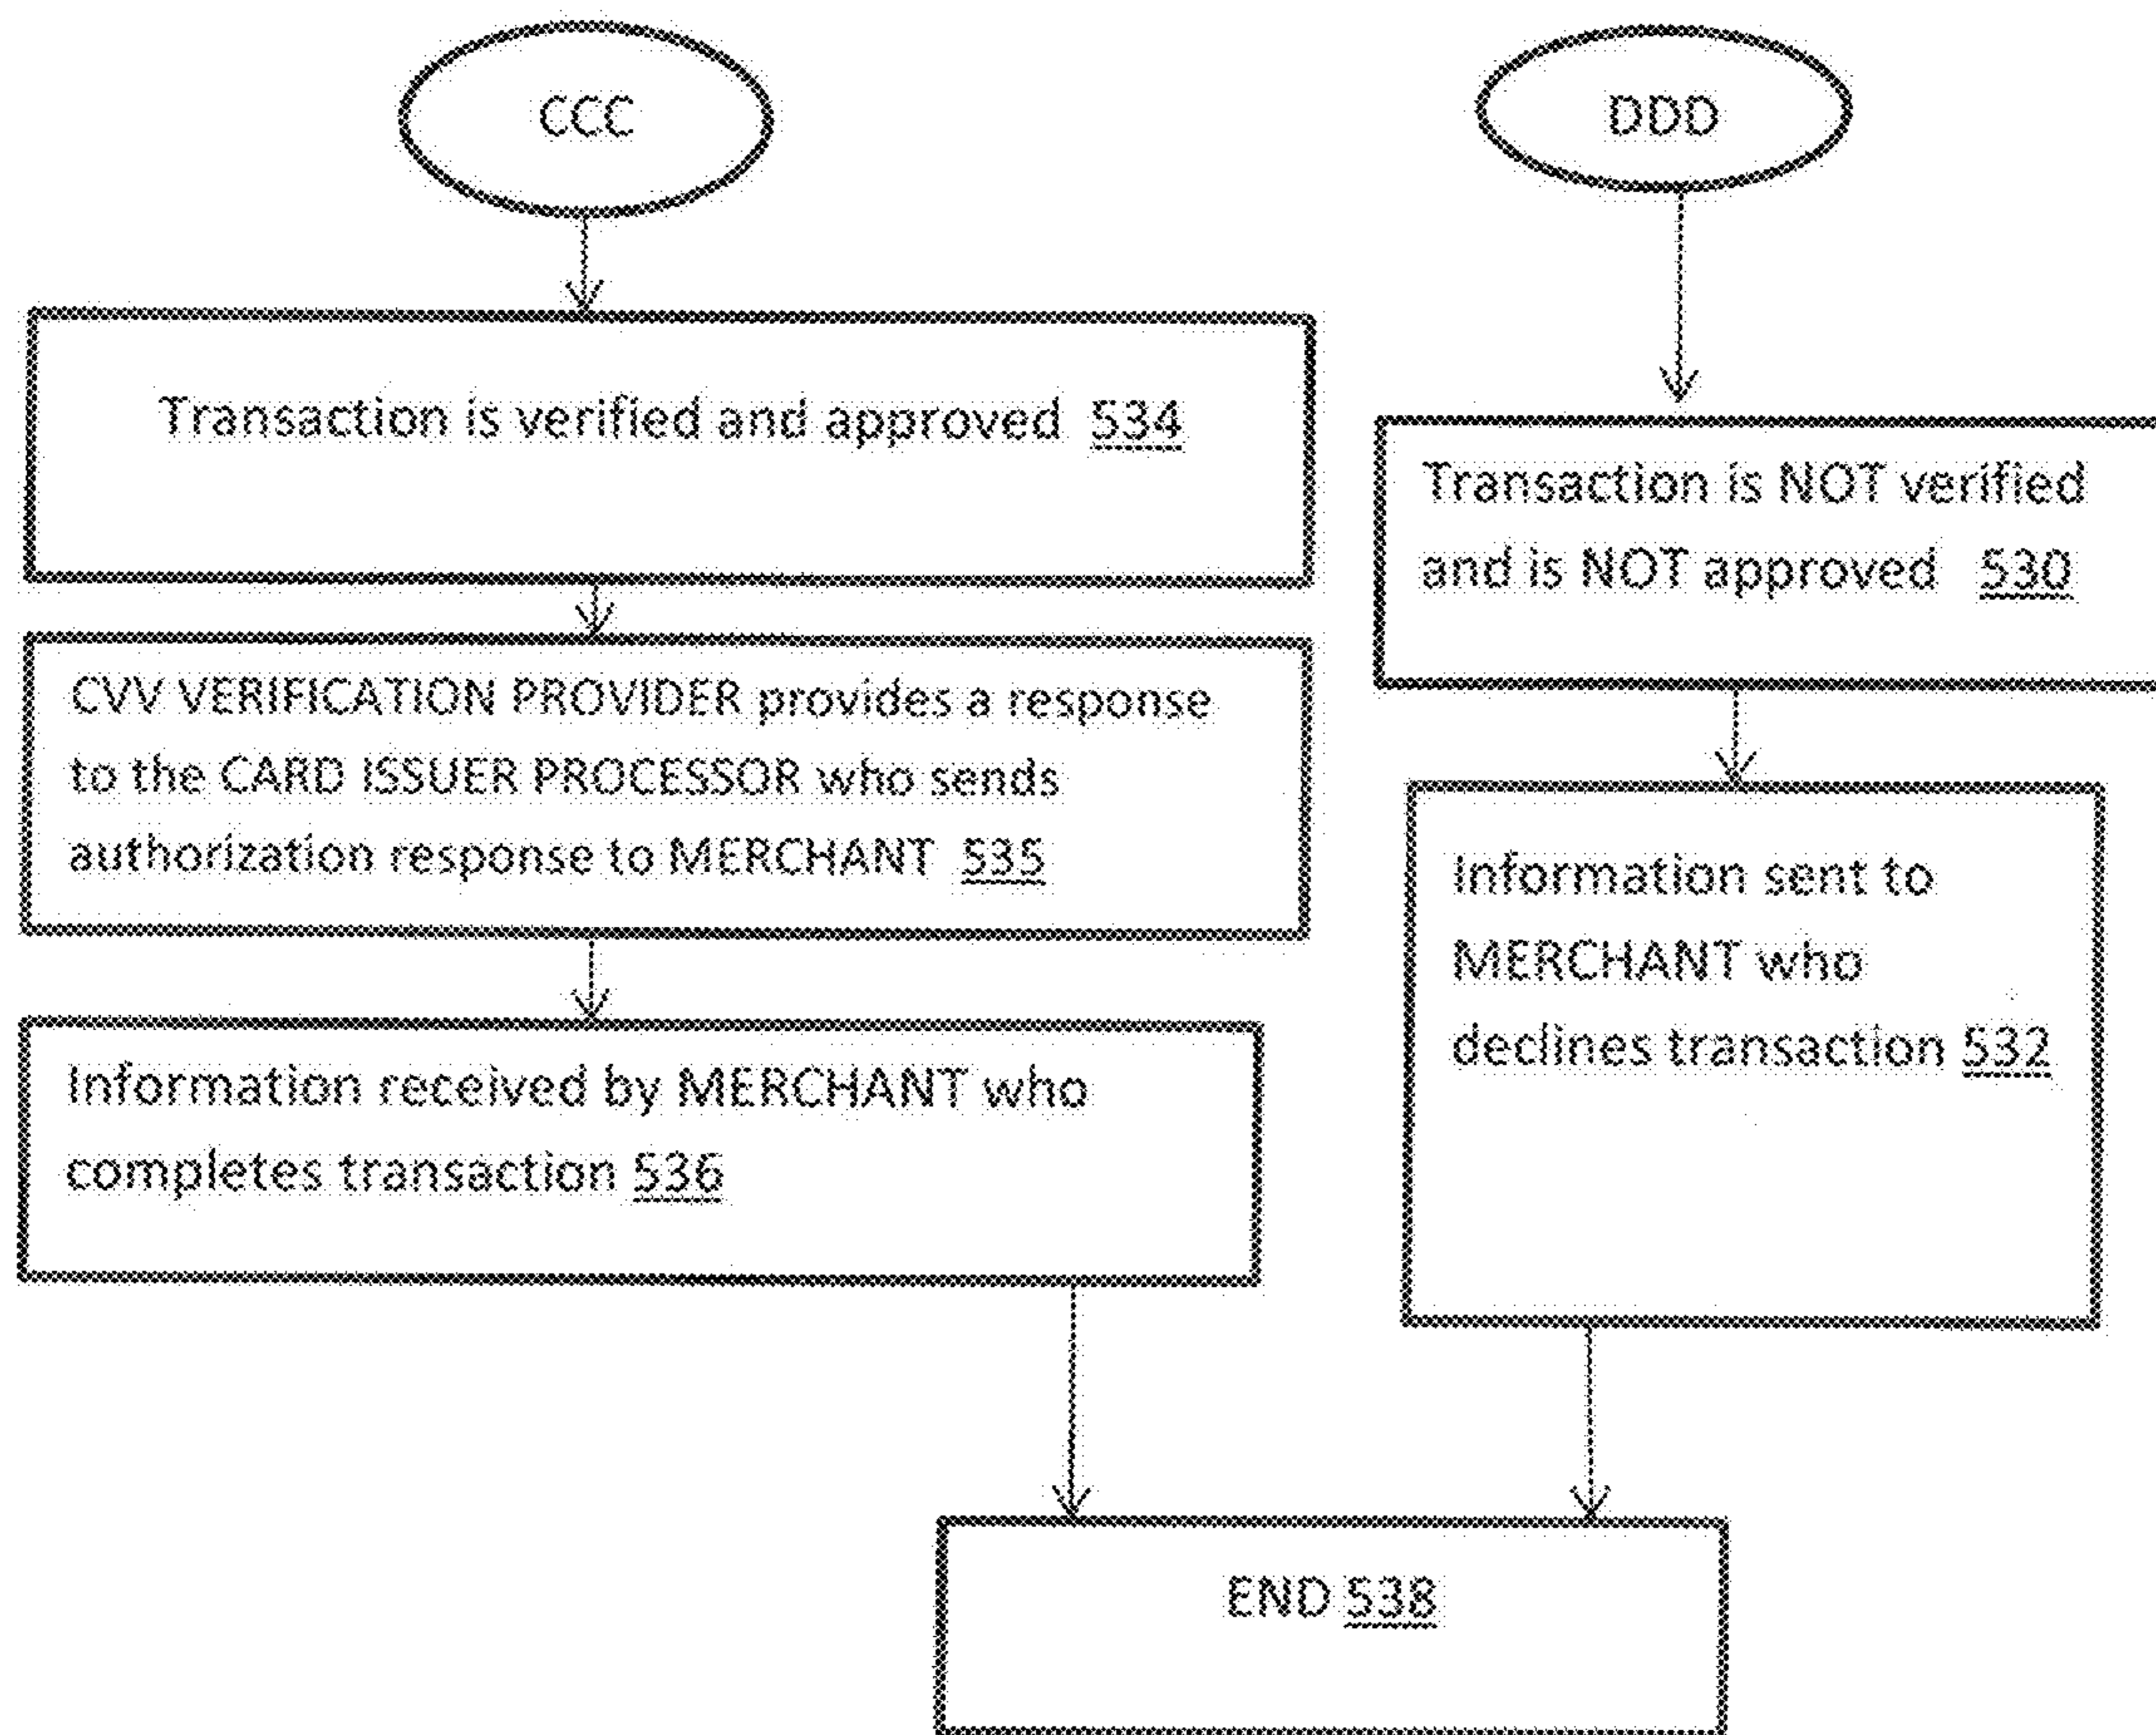 CCC
Transaction is verified and approved 534
CVV VERIFICATION PROVIDER provides a response
to the CARD ISSUER PROCESSOR who sends
authorization response to MERCHANT 535
Information received by MERCHANT who
completes transaction 536
DDD
Transaction is NOT verified
and is NOT approved 530
Information sent to
MERCHANT who
declines transaction 532
END 538